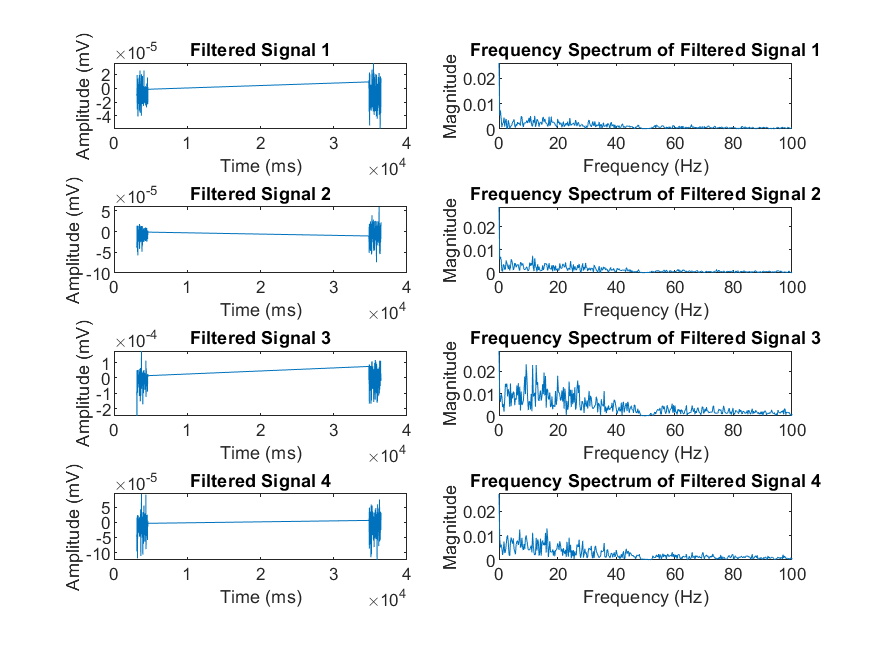 Filtered Signal 1
×10^-5
Amplitude (mV)
2
0
-2
-4
0 1 2 3 4
Time (ms)
×10^4
Frequency Spectrum of Filtered Signal 1
Magnitude
0.02
0.01
0
0 20 40 60 80 100
Frequency (Hz)
Filtered Signal 2
×10^-5
Amplitude (mV)
5
0
-5
-10
0 1 2 3 4
Time (ms)
×10^4
Frequency Spectrum of Filtered Signal 2
Magnitude
0.02
0.01
0
0 20 40 60 80 100
Frequency (Hz)
Filtered Signal 3
×10^-4
Amplitude (mV)
1
0
-1
-2
0 1 2 3 4
Time (ms)
×10^4
Frequency Spectrum of Filtered Signal 3
Magnitude
0.02
0.01
0
0 20 40 60 80 100
Frequency (Hz)
Filtered Signal 4
×10^-5
Amplitude (mV)
5
0
-5
-10
0 1 2 3 4
Time (ms)
×10^4
Frequency Spectrum of Filtered Signal 4
Magnitude
0.02
0.01
0
0 20 40 60 80 100
Frequency (Hz)